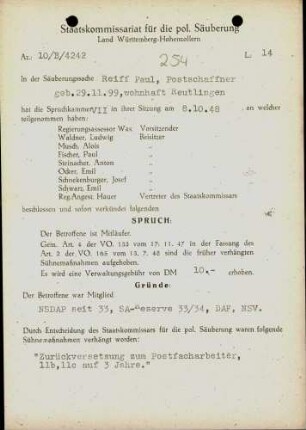 Staatskommissariat für die pol. Säuberung
Land Württemberg-Hohenzollern
Az.: 10/B/4242
L 14
254
In der Säuberungssache Reiff Paul, Postschaffner
geb.29.11.99,wohnhaft Reutlingen
hat die Spruchkammer VII in ihrer Sitzung am 8.10.48 , an welcher
teilgenommen haben:
Regierungsassessor Wax Vorsitzender
Waldner, Ludwig Beisitzer
Musch, Alois "
Fischer, Paul "
Steinacher, Anton "
Odker, Emil "
Schnekenburger, Josef "
Schwarz, Emil "
Reg.Angest. Hauer Vertreter des Staatskommissars
beschlossen und sofort verkündet folgenden
SPRUCH:
Der Betroffene ist Mitläufer.
Gem. Art. 4 der VO. 133 vom 17. 11. 47 in der Fassung des
Art. 2 der VO. 165 vom 13. 7. 48 sind die früher verhängten
Sühnemaßnahmen aufgehoben.
Es wird eine Verwaltungsgebühr von DM 10,- erhoben.
Gründe:
Der Betroffene war Mitglied
NSDAP seit 33, SA-Reserve 33/34, DAF, NSV.
Durch Entscheidung des Staatskommissars für die pol. Säuberung waren folgende
Sühnemaßnahmen verhängt worden:
"Zurückversetzung zum Postfacharbeiter,
11b,11c auf 3 Jahre."